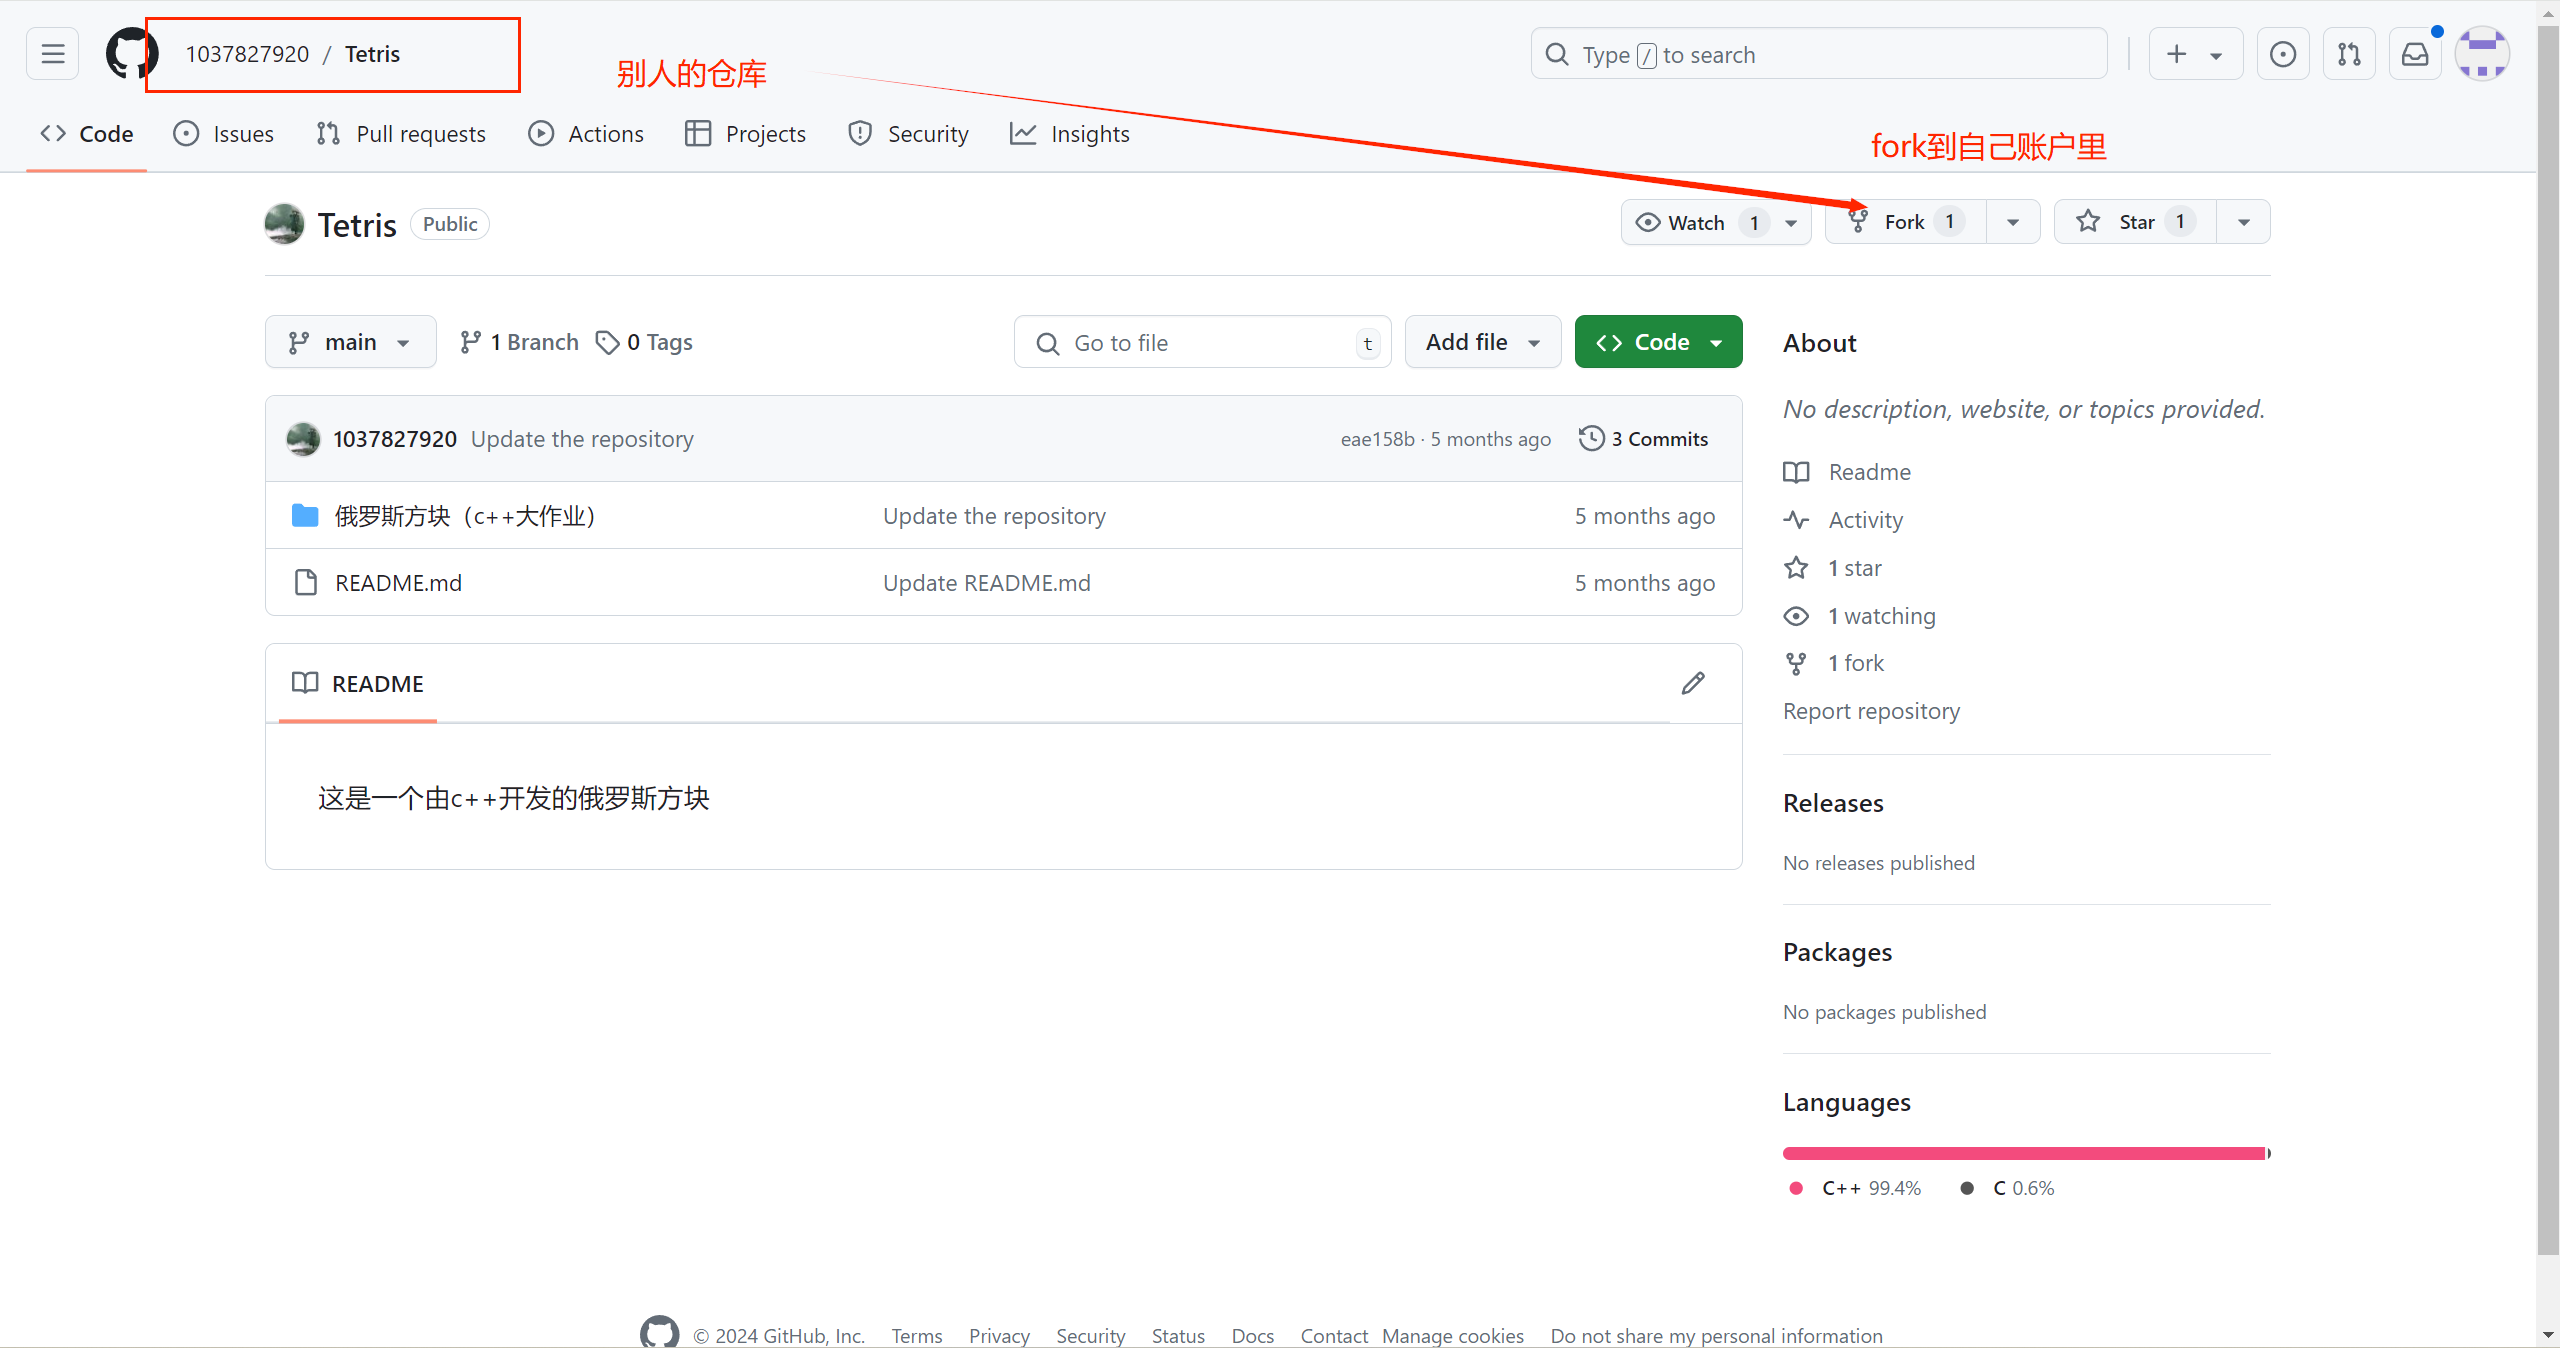 1037827920 / Tetris
别人的仓库
Type / to search
Code Issues Pull requests Actions Projects Security Insights
fork到自己账户里
Tetris Public
Watch 1 Fork 1 Star 1
main 1 Branch 0 Tags
Go to file t Add file Code
About
No description, website, or topics provided.
1037827920 Update the repository eae158b · 5 months ago 3 Commits
俄罗斯方块（c++大作业） Update the repository 5 months ago
README.md Update README.md 5 months ago
Readme
Activity
1 star
1 watching
1 fork
Report repository
README
这是一个由c++开发的俄罗斯方块
Releases
No releases published
Packages
No packages published
Languages
C++ 99.4% C 0.6%
© 2024 GitHub, Inc. Terms Privacy Security Status Docs Contact Manage cookies Do not share my personal information